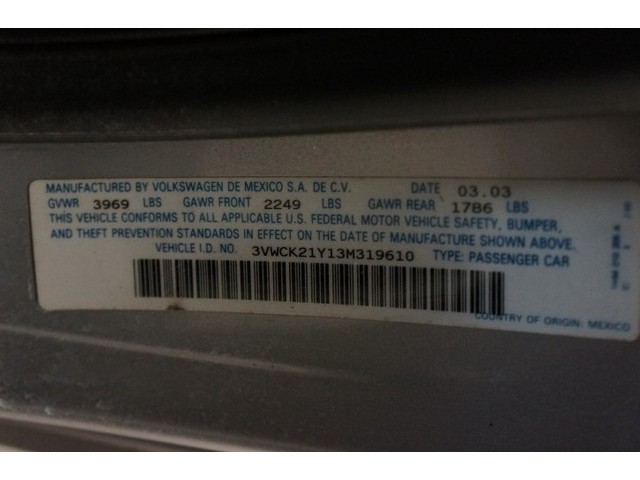 MANUFACTURED BY VOLKSWAGEN DE MEXICO S.A. DE C.V. DATE 03.03
GVWR 3969 LBS GAWR FRONT 2249 LBS GAWR REAR 1786 LBS
THIS VEHICLE CONFORMS TO ALL APPLICABLE U.S. FEDERAL MOTOR VEHICLE SAFETY, BUMPER,
AND THEFT PREVENTION STANDARDS IN EFFECT ON THE DATE OF MANUFACTURE SHOWN ABOVE.
VEHICLE I.D. NO. 3VWCK21Y13M319610 TYPE: PASSENGER CAR
COUNTRY OF ORIGIN: MEXICO